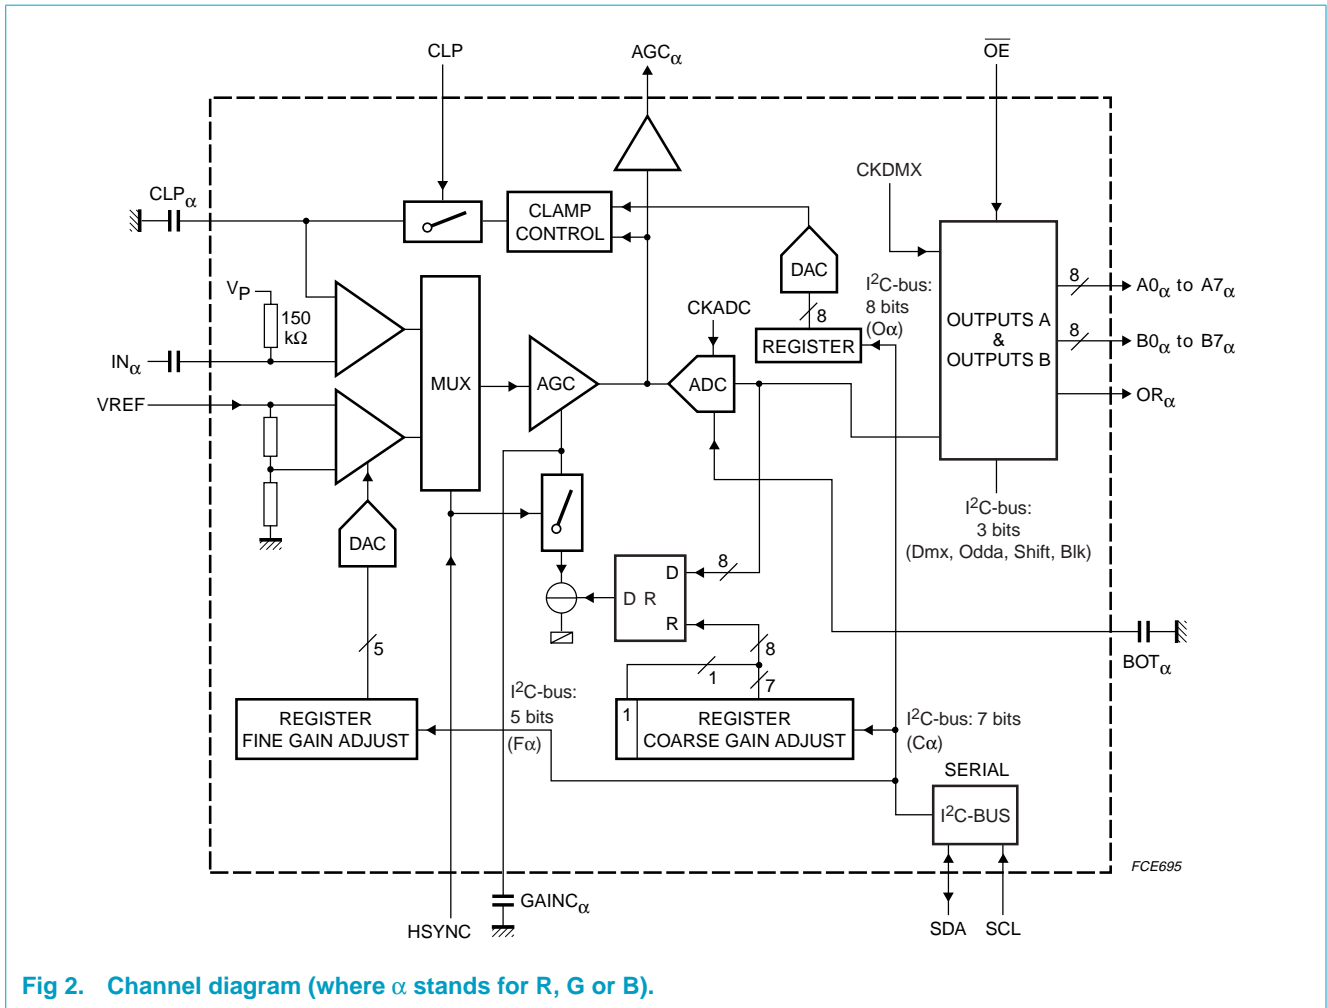 CLP
AGCα
OE
CKDMX
CLPα
CLAMP
CONTROL
DAC
I²C-bus:
8 bits
(Oα)
8
VP
150
kΩ
CKADC
REGISTER
OUTPUTS A
&
OUTPUTS B
8
A0α to A7α
8
B0α to B7α
ORα
INα
MUX
AGC
ADC
VREF
I²C-bus:
3 bits
(Dmx, Odda, Shift, Blk)
DAC
D
8
D R
R
8
5
1
7
BOTα
REGISTER
FINE GAIN ADJUST
I²C-bus:
5 bits
(Fα)
1
REGISTER
COARSE GAIN ADJUST
I²C-bus: 7 bits
(Cα)
SERIAL
I²C-BUS
FCE695
GAINCα
HSYNC
SDA
SCL
Fig 2. Channel diagram (where α stands for R, G or B).